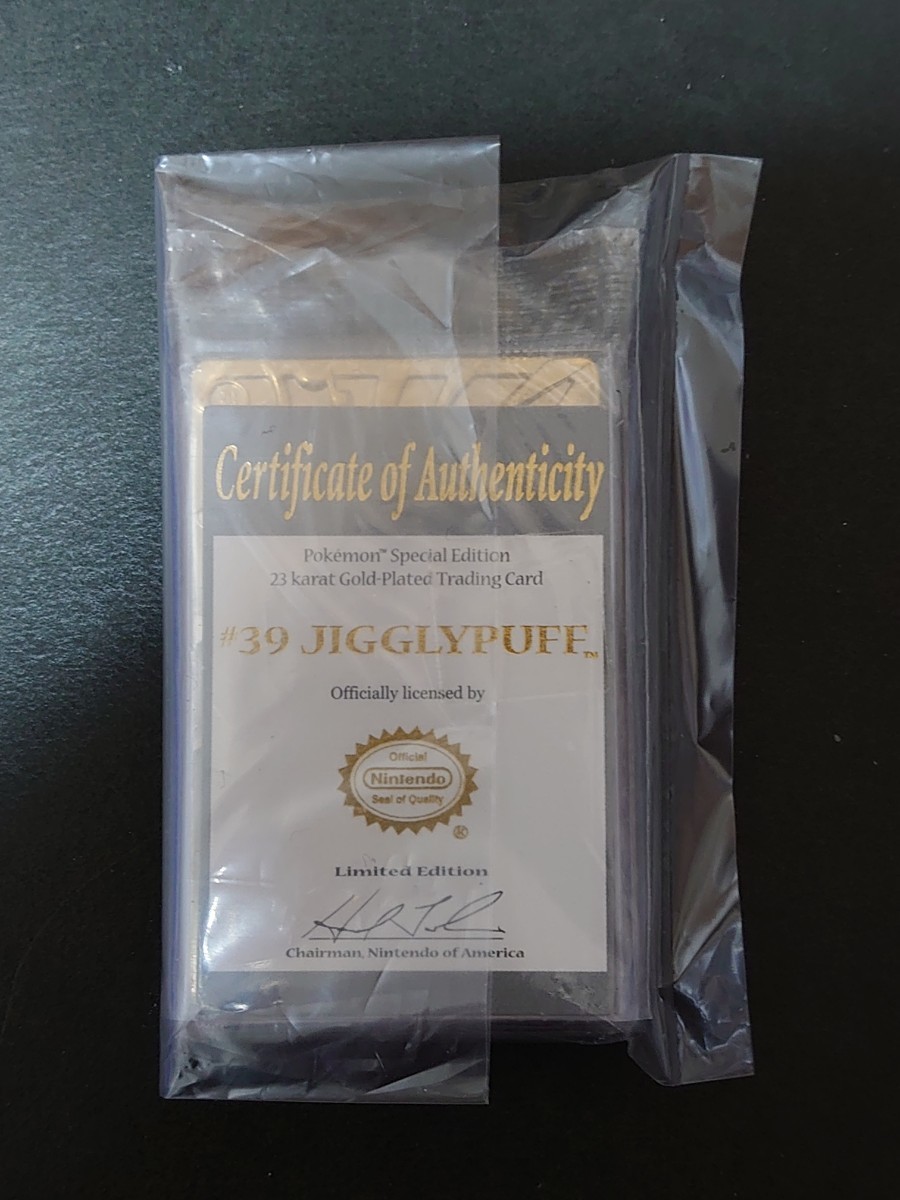 Certificate of Authenticity
Pokémon™ Special Edition
23 karat Gold-Plated Trading Card
#39 JIGGLYPUFF™
Officially licensed by
Official
Nintendo
Seal of Quality
®
Limited Edition
Chairman, Nintendo of America